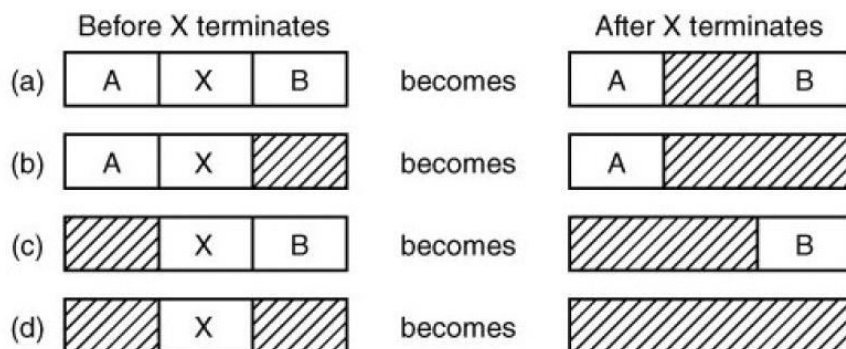 Before X terminates After X terminates
(a) A X B becomes A B
(b) A X becomes A
(c) X B becomes B
(d) X becomes